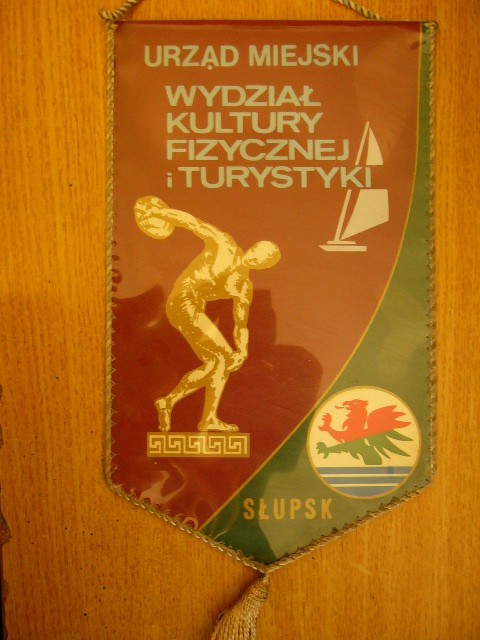 URZĄD MIEJSKI
WYDZIAŁ
KULTURY
FIZYCZNEJ
i TURYSTYKI
SŁUPSK